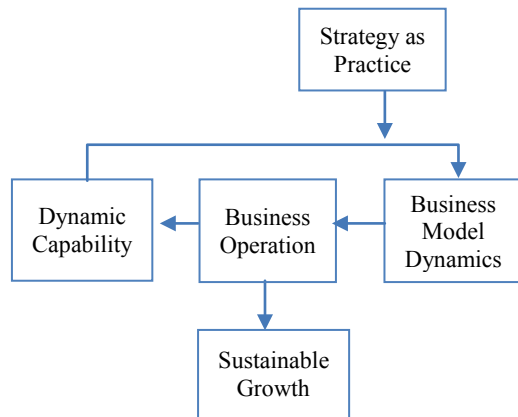 Strategy as
Practice
Dynamic
Capability
Business
Operation
Business
Model
Dynamics
Sustainable
Growth